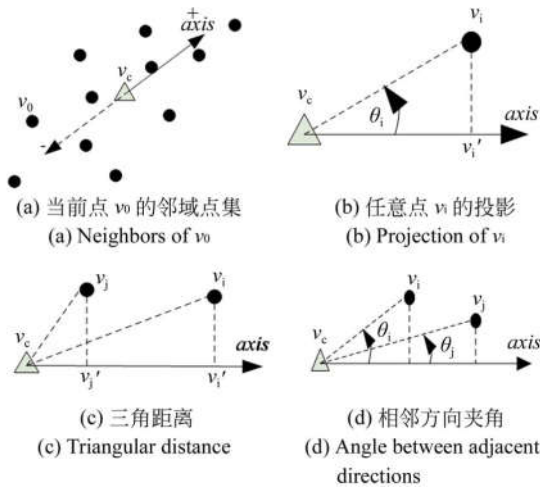 +
axis
v_c
v_0
-
(a) 当前点 v_0 的邻域点集
(a) Neighbors of v_0
v_i
v_c
θ_i
axis
v_i′
(b) 任意点 v_i 的投影
(b) Projection of v_i
v_j
v_i
v_c
axis
v_j′
v_i′
(c) 三角距离
(c) Triangular distance
v_i
v_j
v_c
θ_i
θ_j
axis
(d) 相邻方向夹角
(d) Angle between adjacent
directions